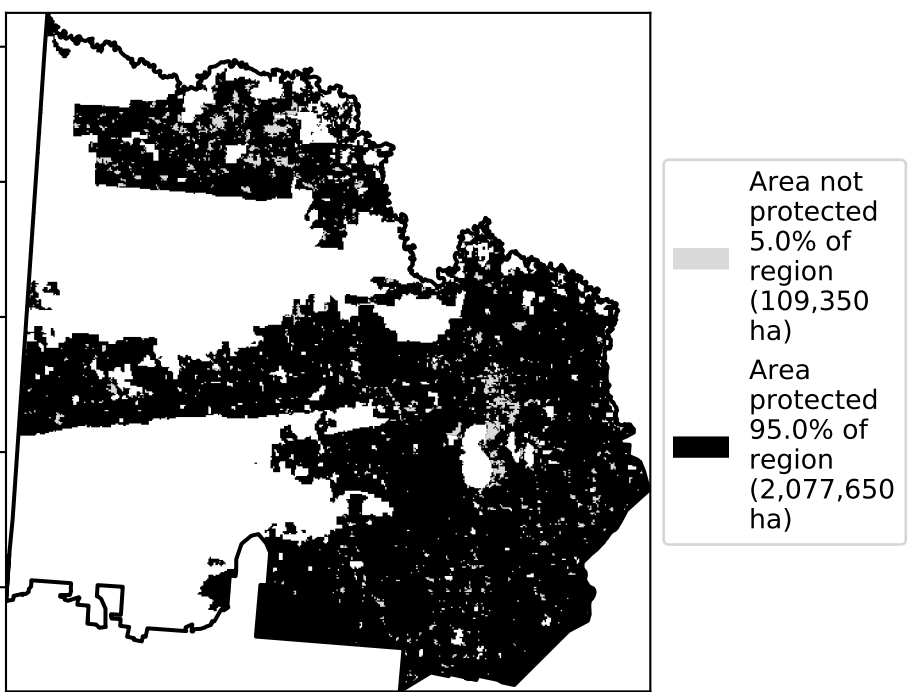 Area not
protected
5.0% of
region
(109,350
ha)
Area
protected
95.0% of
region
(2,077,650
ha)